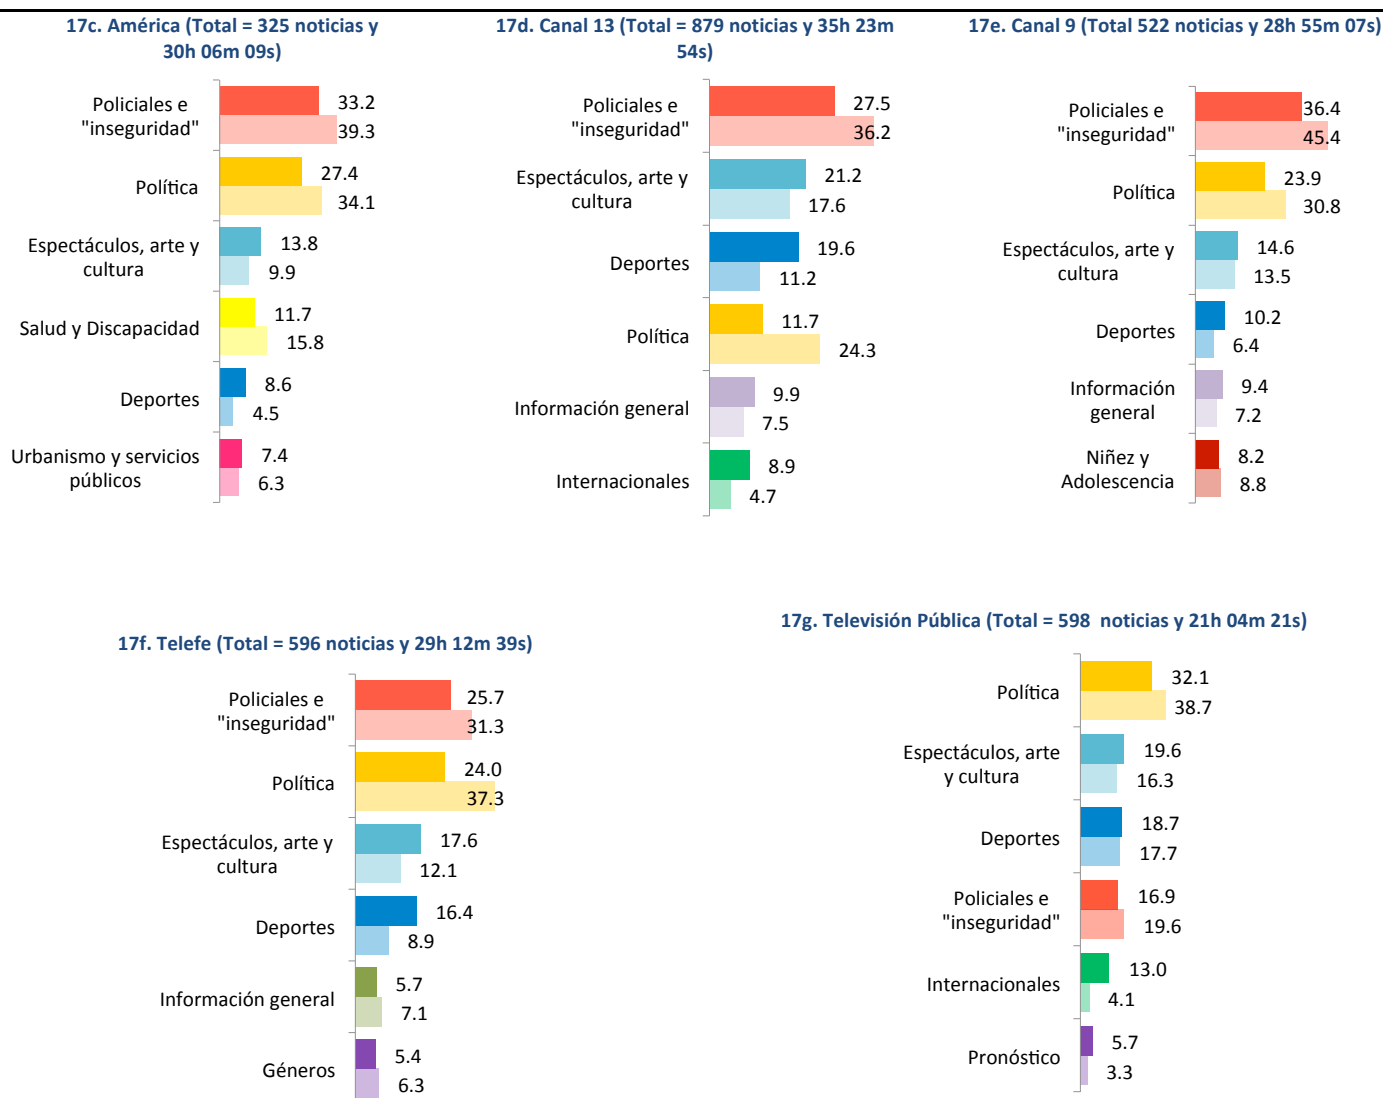 17c. América (Total = 325 noticias y
30h 06m 09s)
Policiales e
"inseguridad"
33.2
39.3
Política
27.4
34.1
Espectáculos, arte y
cultura
13.8
9.9
Salud y Discapacidad
11.7
15.8
Deportes
8.6
4.5
Urbanismo y servicios
públicos
7.4
6.3
17d. Canal 13 (Total = 879 noticias y 35h 23m
54s)
Policiales e
"inseguridad"
27.5
36.2
Espectáculos, arte y
cultura
21.2
17.6
Deportes
19.6
11.2
Política
11.7
24.3
Información general
9.9
7.5
Internacionales
8.9
4.7
17e. Canal 9 (Total 522 noticias y 28h 55m 07s)
Policiales e
"inseguridad"
36.4
45.4
Política
23.9
30.8
Espectáculos, arte y
cultura
14.6
13.5
Deportes
10.2
6.4
Información
general
9.4
7.2
Niñez y
Adolescencia
8.2
8.8
17f. Telefe (Total = 596 noticias y 29h 12m 39s)
Policiales e
"inseguridad"
25.7
31.3
Política
24.0
37.3
Espectáculos, arte y
cultura
17.6
12.1
Deportes
16.4
8.9
Información general
5.7
7.1
Géneros
5.4
6.3
17g. Televisión Pública (Total = 598 noticias y 21h 04m 21s)
Política
32.1
38.7
Espectáculos, arte
y cultura
19.6
16.3
Deportes
18.7
17.7
Policiales e
"inseguridad"
16.9
19.6
Internacionales
13.0
4.1
Pronóstico
5.7
3.3